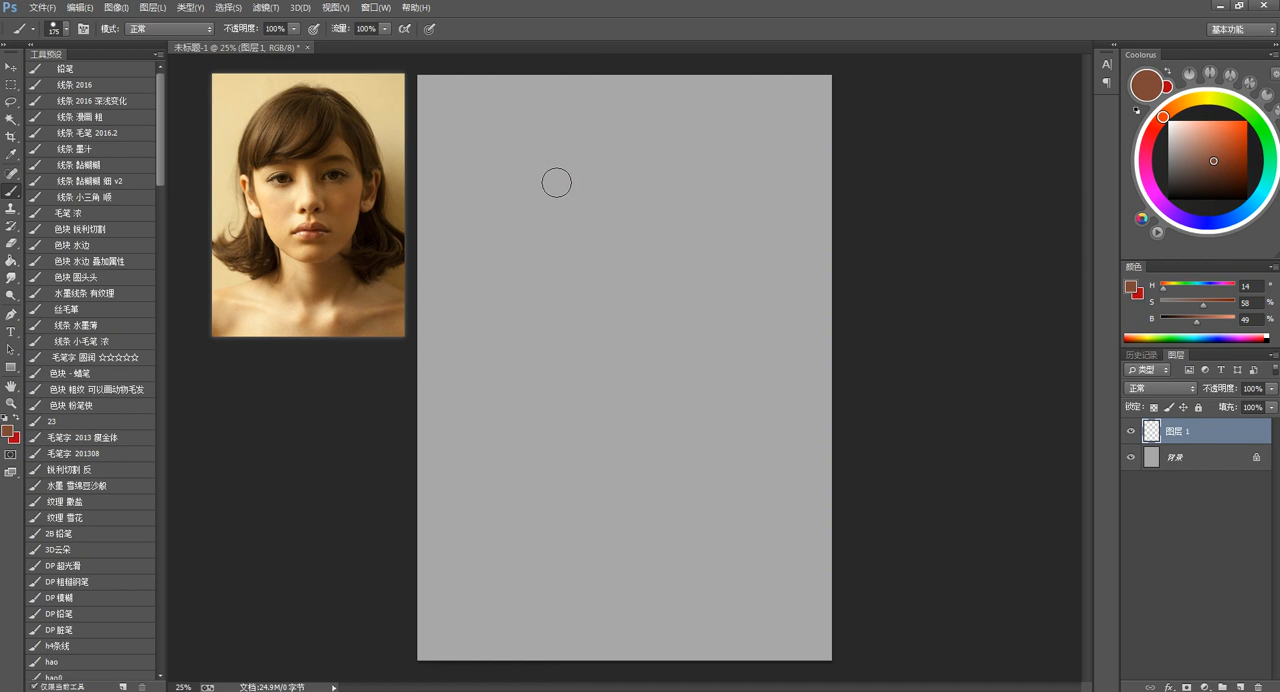 Ps 文件(F) 编辑(E) 图像(I) 图层(L) 类型(Y) 选择(S) 滤镜(T) 3D(D) 视图(V) 窗口(W) 帮助(H)
175 模式: 正常 不透明度: 100% 流量: 100% 基本功能
未标题-1 @ 25% (图层 1, RGB/8) * ×
工具预设
铅笔
线条 2016
线条 2016 深浅变化
线条 漫画 粗
线条 毛笔 2016.2
线条 墨汁
线条 黏糊糊
线条 黏糊糊 细 v2
线条 小三角 顺
毛笔 浓
色块 锐利切割
色块 水边
色块 水边 叠加属性
色块 圆头头
水墨线条 有纹理
丝毛革
线条 水墨薄
线条 小毛笔 浓
毛笔字 圆润 ☆☆☆☆☆
色块 - 蜡笔
色块 粗纹 可以画动物毛发
色块 粉笔快
23
毛笔字 2013 瘦金体
毛笔字 201308
锐利切割 反
水墨 雪绵豆沙般
纹理 撒盐
纹理 雪花
2B 铅笔
3D云朵
DP 超光滑
DP 粗糙钢笔
DP 模糊
DP 铅笔
DP 脏笔
h4条线
hao
hao0
仅限当前工具
25% 文档:24.9M/0 字节
A
Coolorus
颜色
H 14 °
S 58 %
B 49 %
历史记录 图层
类型 T
正常 不透明度: 100%
锁定: 填充: 100%
图层 1
背景
fx